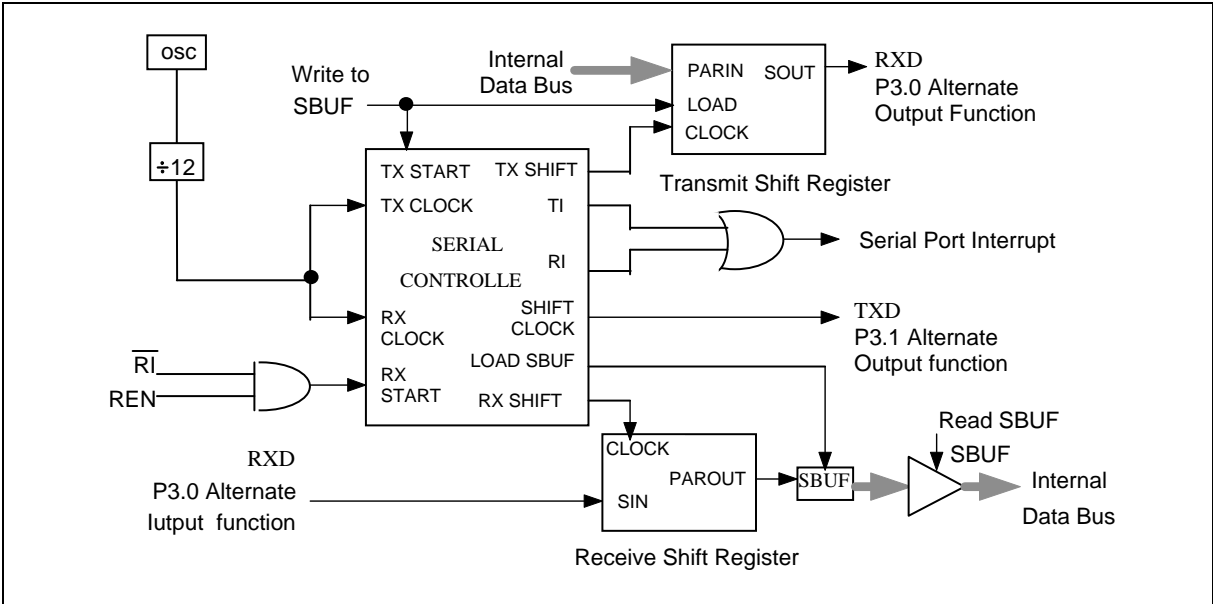 osc
÷12
Write to
SBUF
Internal
Data Bus
PARIN
SOUT
LOAD
CLOCK
RXD
P3.0 Alternate
Output Function
Transmit Shift Register
TX START
TX SHIFT
TX CLOCK
TI
SERIAL
RI
CONTROLLE
Serial Port Interrupt
RX
CLOCK
SHIFT
CLOCK
TXD
P3.1 Alternate
Output function
RI
REN
RX
START
LOAD SBUF
RX SHIFT
RXD
P3.0 Alternate
Iutput function
CLOCK
PAROUT
SIN
Receive Shift Register
SBUF
Read SBUF
SBUF
Internal
Data Bus